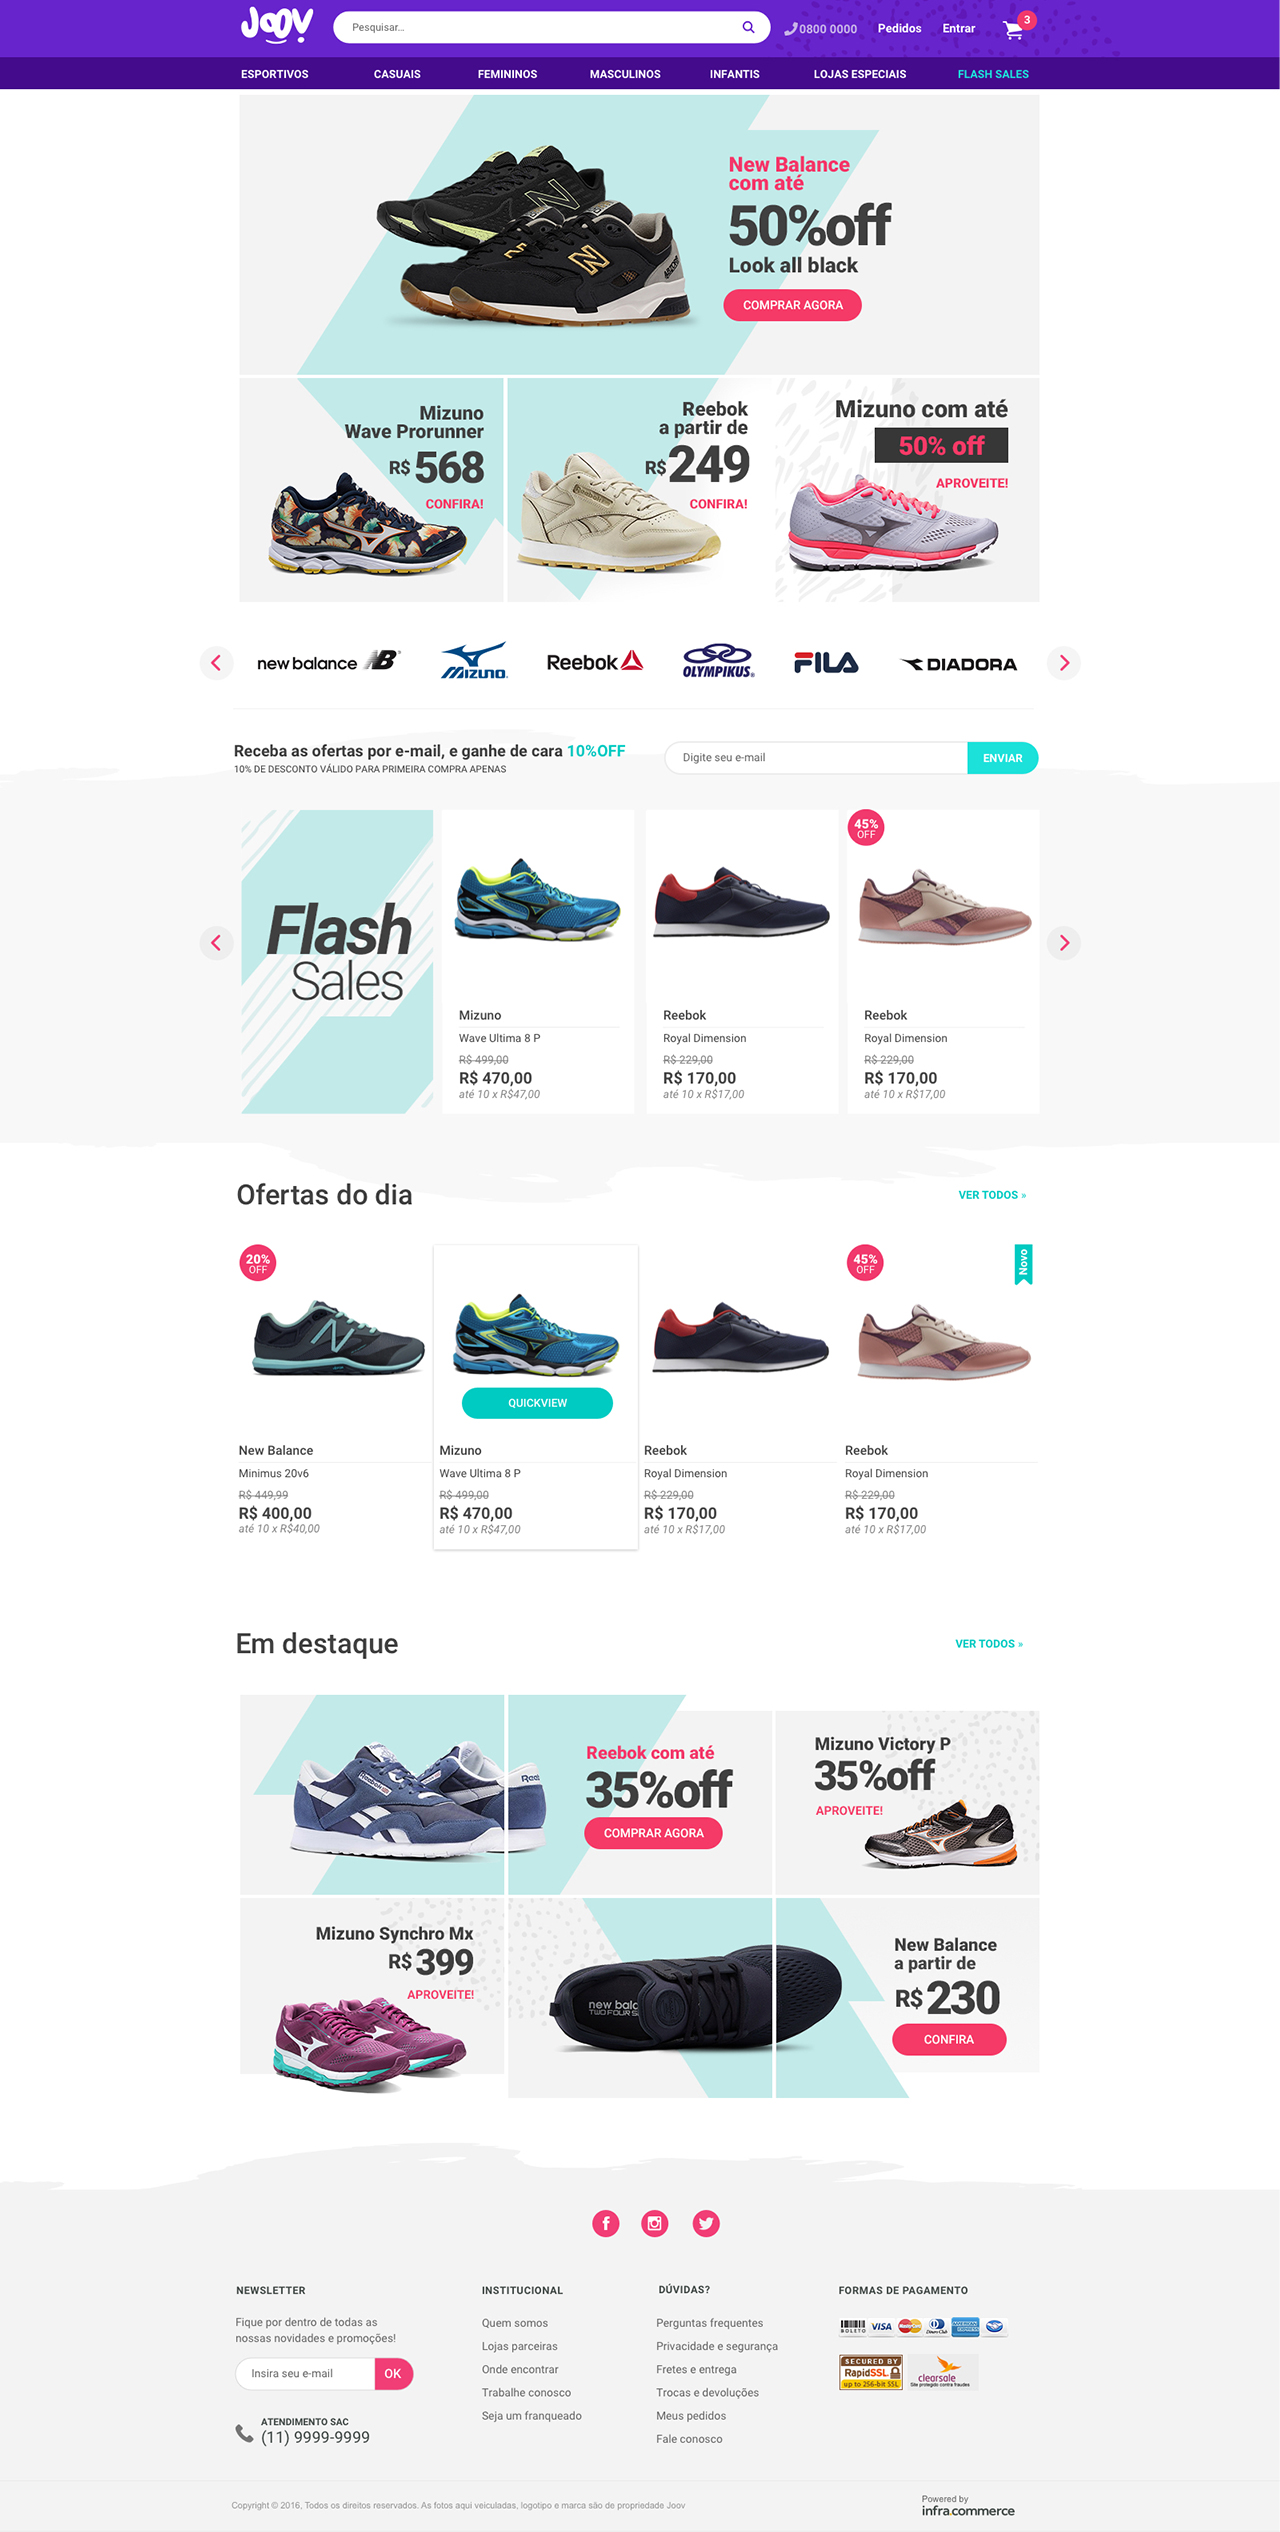 JOOV!
Pesquisar...
0800 0000
Pedidos
Entrar
3
ESPORTIVOS
CASUAIS
FEMININOS
MASCULINOS
INFANTIS
LOJAS ESPECIAIS
FLASH SALES
New Balance
com até
50%off
Look all black
COMPRAR AGORA
Mizuno
Wave Prorunner
R$ 568
CONFIRA!
Reebok
a partir de
R$ 249
CONFIRA!
Mizuno com até
50% off
APROVEITE!
new balance NB
MIZUNO
Reebok
OLYMPIKUS
FILA
DIADORA
Receba as ofertas por e-mail, e ganhe de cara 10%OFF
10% DE DESCONTO VÁLIDO PARA PRIMEIRA COMPRA APENAS
Digite seu e-mail
ENVIAR
Flash
Sales
Mizuno
Wave Ultima 8 P
R$ 499,00
R$ 470,00
até 10 x R$47,00
Reebok
Royal Dimension
R$ 229,00
R$ 170,00
até 10 x R$17,00
45%
OFF
Reebok
Royal Dimension
R$ 229,00
R$ 170,00
até 10 x R$17,00
Ofertas do dia
VER TODOS »
20%
OFF
New Balance
Minimus 20v6
R$ 449,99
R$ 400,00
até 10 x R$40,00
QUICKVIEW
Mizuno
Wave Ultima 8 P
R$ 499,00
R$ 470,00
até 10 x R$47,00
Reebok
Royal Dimension
R$ 229,00
R$ 170,00
até 10 x R$17,00
45%
OFF
Novo
Reebok
Royal Dimension
R$ 229,00
R$ 170,00
até 10 x R$17,00
Em destaque
VER TODOS »
Reebok com até
35%off
COMPRAR AGORA
Mizuno Victory P
35%off
APROVEITE!
Mizuno Synchro Mx
R$ 399
APROVEITE!
new balc
TWO FOUR S
New Balance
a partir de
R$ 230
CONFIRA
NEWSLETTER
Fique por dentro de todas as
nossas novidades e promoções!
Insira seu e-mail
OK
ATENDIMENTO SAC
(11) 9999-9999
INSTITUCIONAL
Quem somos
Lojas parceiras
Onde encontrar
Trabalhe conosco
Seja um franqueado
DÚVIDAS?
Perguntas frequentes
Privacidade e segurança
Fretes e entrega
Trocas e devoluções
Meus pedidos
Fale conosco
FORMAS DE PAGAMENTO
BOLETO
VISA
MasterCard
Diners Club
AMERICAN EXPRESS
SECURED BY
RapidSSL
up to 256-bit SSL
clearsale
Site protegido contra fraudes
Copyright © 2016, Todos os direitos reservados. As fotos aqui veiculadas, logotipo e marca são de propriedade Joov
Powered by
infra.commerce